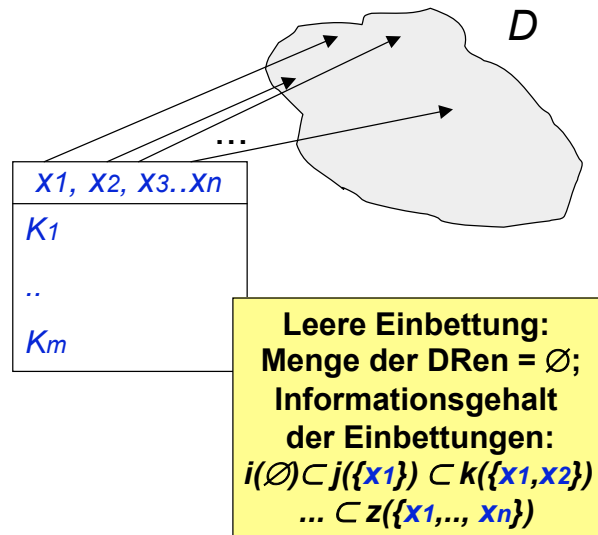 D
...
x1, x2, x3..xn
K1
..
Km
Leere Einbettung:
Menge der DRen = ∅;
Informationsgehalt
der Einbettungen:
i(∅)⊂ j({x1}) ⊂ k({x1,x2})
... ⊂ z({x1,.., xn})